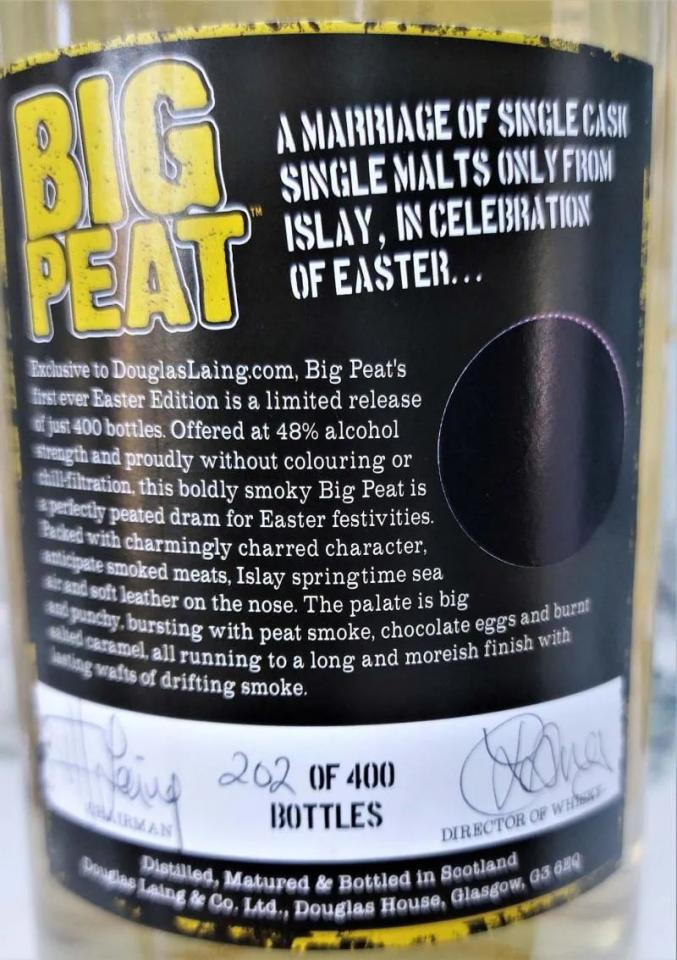 BIG
PEAT™
A MARRIAGE OF SINGLE CASK
SINGLE MALTS ONLY FROM
ISLAY, IN CELEBRATION
OF EASTER...
Exclusive to DouglasLaing.com, Big Peat's
first ever Easter Edition is a limited release
of just 400 bottles. Offered at 48% alcohol
strength and proudly without colouring or
chill-filtration, this boldly smoky Big Peat is
a perfectly peated dram for Easter festivities.
Packed with charmingly charred character,
anticipate smoked meats, Islay springtime sea
air and soft leather on the nose. The palate is big
and punchy, bursting with peat smoke, chocolate eggs and burnt
salted caramel, all running to a long and moreish finish with
lasting wafts of drifting smoke.
Laing
202 OF 400
BOTTLES
CHAIRMAN
DIRECTOR OF WHISKY
Distilled, Matured & Bottled in Scotland
Douglas Laing & Co. Ltd., Douglas House, Glasgow, G3 6EQ